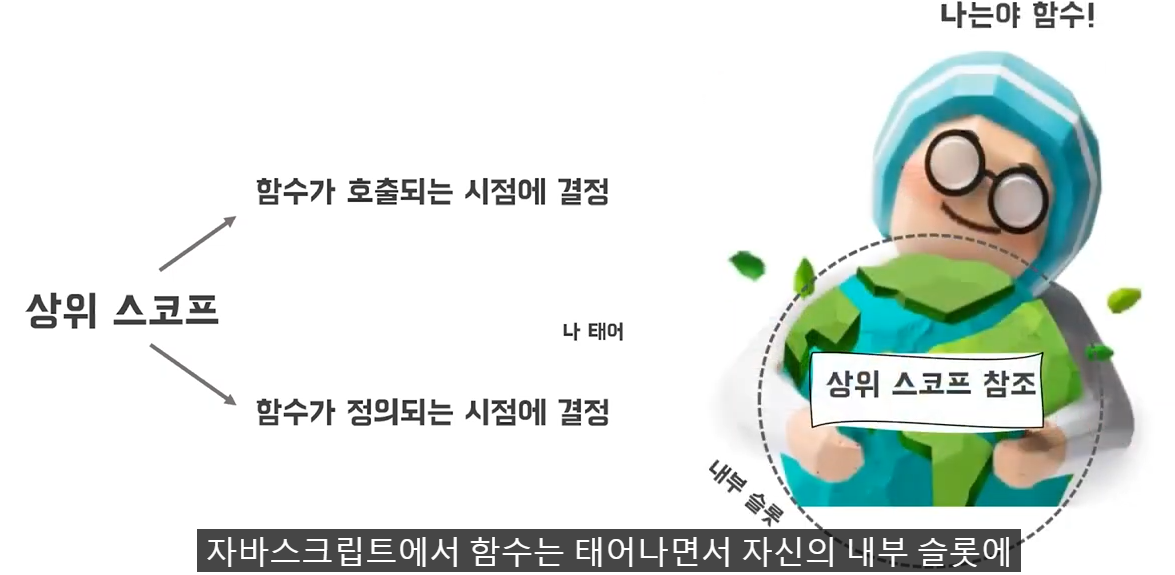 나는야 함수!
함수가 호출되는 시점에 결정
상위 스코프
나 태어
함수가 정의되는 시점에 결정
상위 스코프 참조
내부 슬롯
자바스크립트에서 함수는 태어나면서 자신의 내부 슬롯에